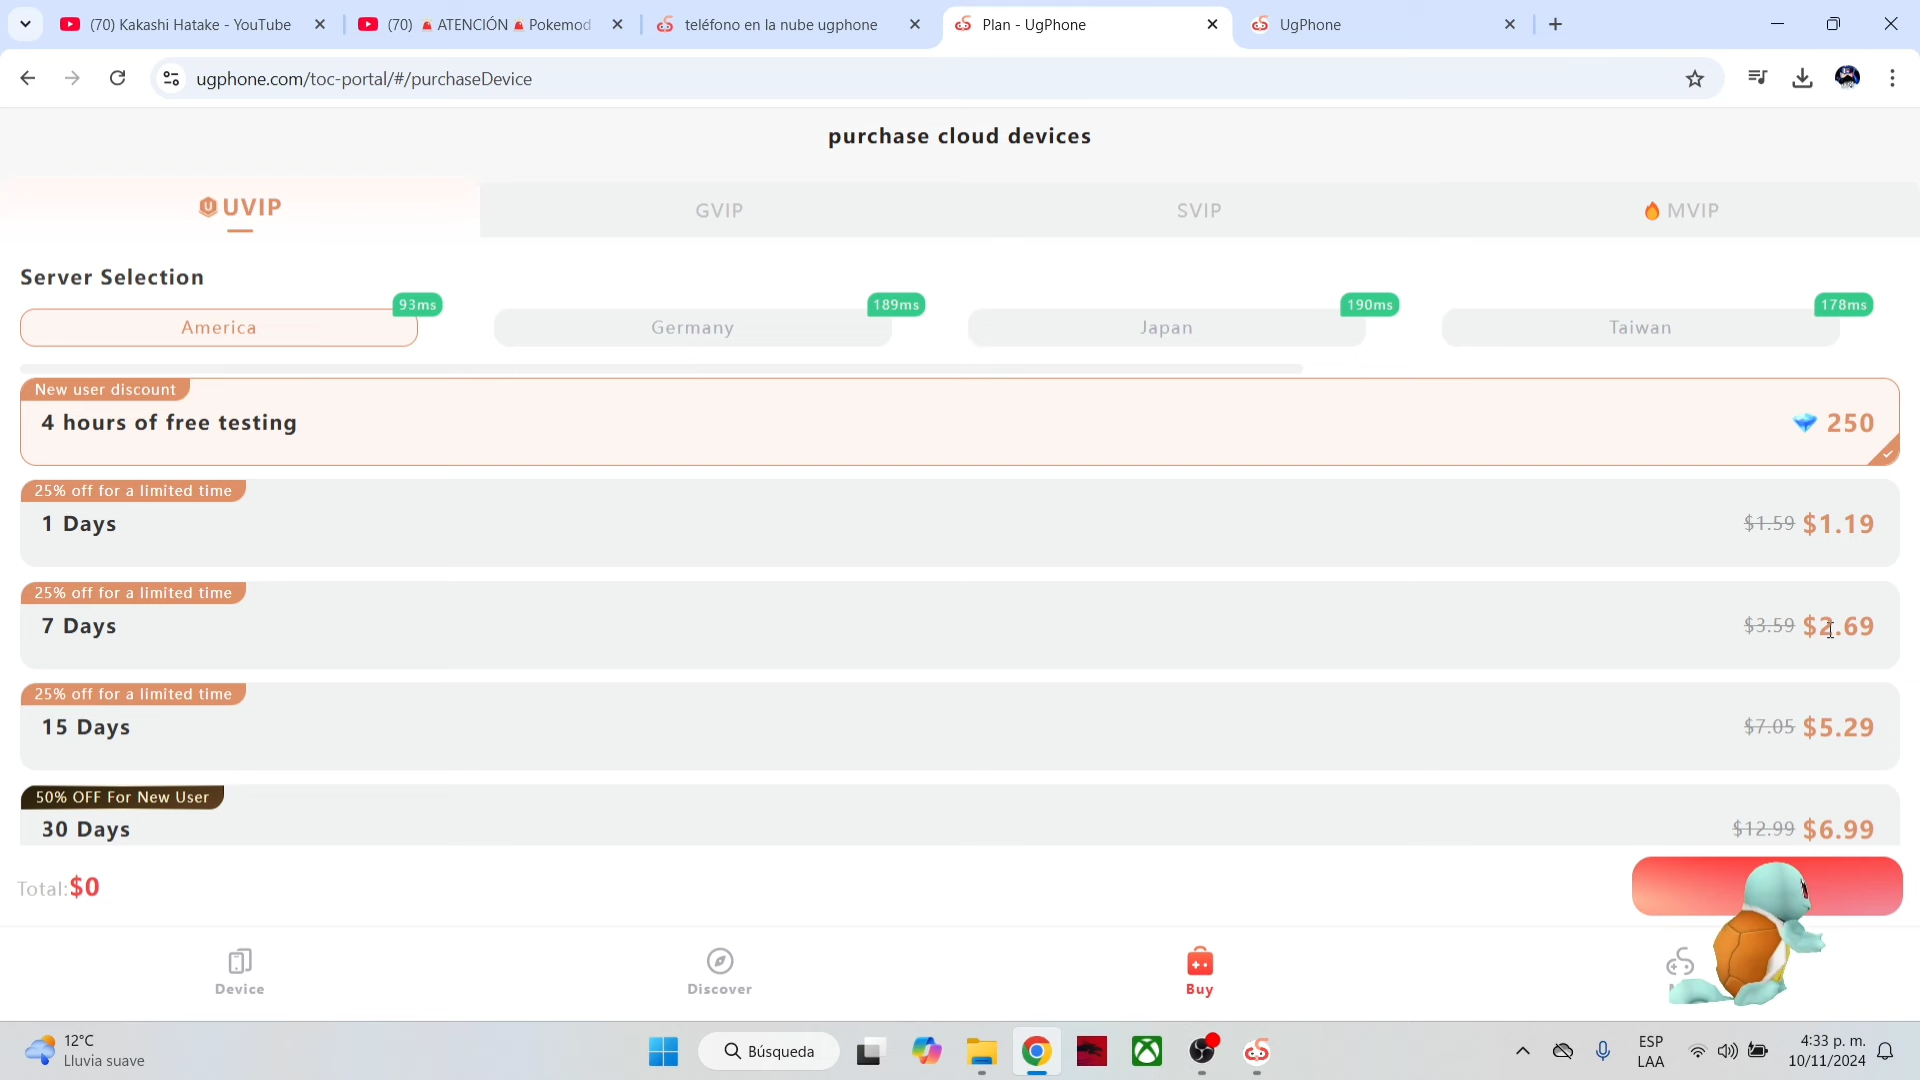 (70) Kakashi Hatake - YouTube
(70) 🚨 ATENCIÓN 🚨 Pokemod
teléfono en la nube ugphone
Plan - UgPhone
UgPhone
ugphone.com/toc-portal/#/purchaseDevice
purchase cloud devices
UVIP
GVIP
SVIP
MVIP
Server Selection
93ms
189ms
190ms
178ms
America
Germany
Japan
Taiwan
New user discount
4 hours of free testing
250
25% off for a limited time
1 Days
$1.59 $1.19
25% off for a limited time
7 Days
$3.59 $2.69
25% off for a limited time
15 Days
$7.05 $5.29
50% OFF For New User
30 Days
$12.99 $6.99
Total:$0
Device
Discover
Buy
12°C
Lluvia suave
Búsqueda
ESP
LAA
4:33 p. m.
10/11/2024